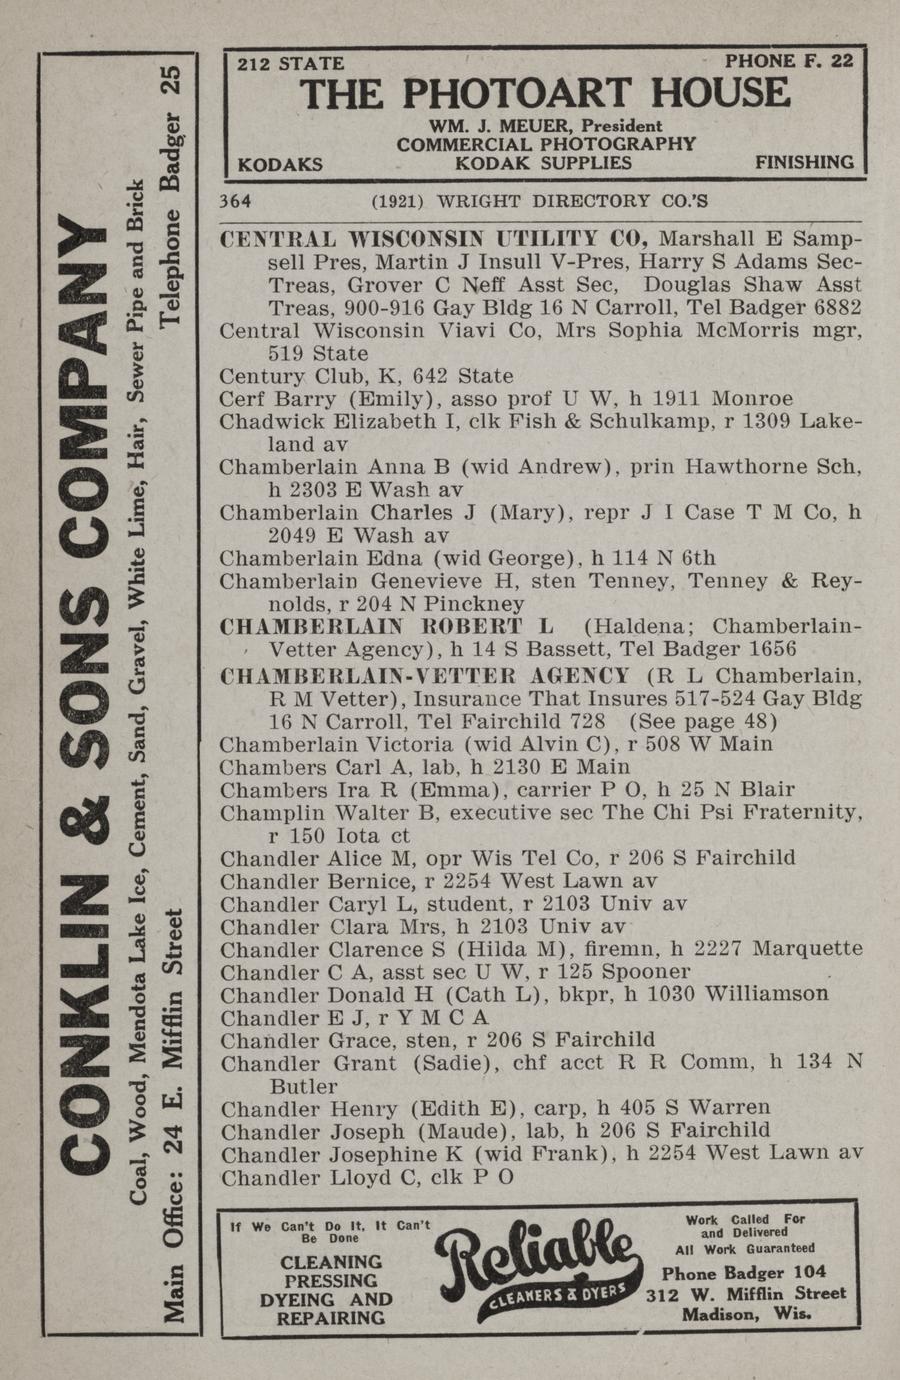 CONKLIN & SONS COMPANY
Coal, Wood, Mendota Lake Ice, Cement, Sand, Gravel, White Lime, Hair, Sewer Pipe and Brick
Main Office: 24 E. Mifflin Street Telephone Badger 25
212 STATE PHONE F. 22
THE PHOTOART HOUSE
WM. J. MEUER, President
COMMERCIAL PHOTOGRAPHY
KODAKS KODAK SUPPLIES FINISHING
364 (1921) WRIGHT DIRECTORY CO.'S
CENTRAL WISCONSIN UTILITY CO, Marshall E Samp-
sell Pres, Martin J Insull V-Pres, Harry S Adams Sec-
Treas, Grover C Neff Asst Sec, Douglas Shaw Asst
Treas, 900-916 Gay Bldg 16 N Carroll, Tel Badger 6882
Central Wisconsin Viavi Co, Mrs Sophia McMorris mgr,
519 State
Century Club, K, 642 State
Cerf Barry (Emily), asso prof U W, h 1911 Monroe
Chadwick Elizabeth I, clk Fish & Schulkamp, r 1309 Lake-
land av
Chamberlain Anna B (wid Andrew), prin Hawthorne Sch,
h 2303 E Wash av
Chamberlain Charles J (Mary), repr J I Case T M Co, h
2049 E Wash av
Chamberlain Edna (wid George), h 114 N 6th
Chamberlain Genevieve H, sten Tenney, Tenney & Rey-
nolds, r 204 N Pinckney
CHAMBERLAIN ROBERT L (Haldena; Chamberlain-
Vetter Agency), h 14 S Bassett, Tel Badger 1656
CHAMBERLAIN-VETTER AGENCY (R L Chamberlain,
R M Vetter), Insurance That Insures 517-524 Gay Bldg
16 N Carroll, Tel Fairchild 728 (See page 48)
Chamberlain Victoria (wid Alvin C), r 508 W Main
Chambers Carl A, lab, h 2130 E Main
Chambers Ira R (Emma), carrier P O, h 25 N Blair
Champlin Walter B, executive sec The Chi Psi Fraternity,
r 150 Iota ct
Chandler Alice M, opr Wis Tel Co, r 206 S Fairchild
Chandler Bernice, r 2254 West Lawn av
Chandler Caryl L, student, r 2103 Univ av
Chandler Clara Mrs, h 2103 Univ av
Chandler Clarence S (Hilda M), firemn, h 2227 Marquette
Chandler C A, asst sec U W, r 125 Spooner
Chandler Donald H (Cath L), bkpr, h 1030 Williamson
Chandler E J, r Y M C A
Chandler Grace, sten, r 206 S Fairchild
Chandler Grant (Sadie), chf acct R R Comm, h 134 N
Butler
Chandler Henry (Edith E), carp, h 405 S Warren
Chandler Joseph (Maude), lab, h 206 S Fairchild
Chandler Josephine K (wid Frank), h 2254 West Lawn av
Chandler Lloyd C, clk P O
If We Can't Do It, It Can't
Be Done
CLEANING
PRESSING
DYEING AND
REPAIRING
Reliable
CLEANERS & DYERS
Work Called For
and Delivered
All Work Guaranteed
Phone Badger 104
312 W. Mifflin Street
Madison, Wis.